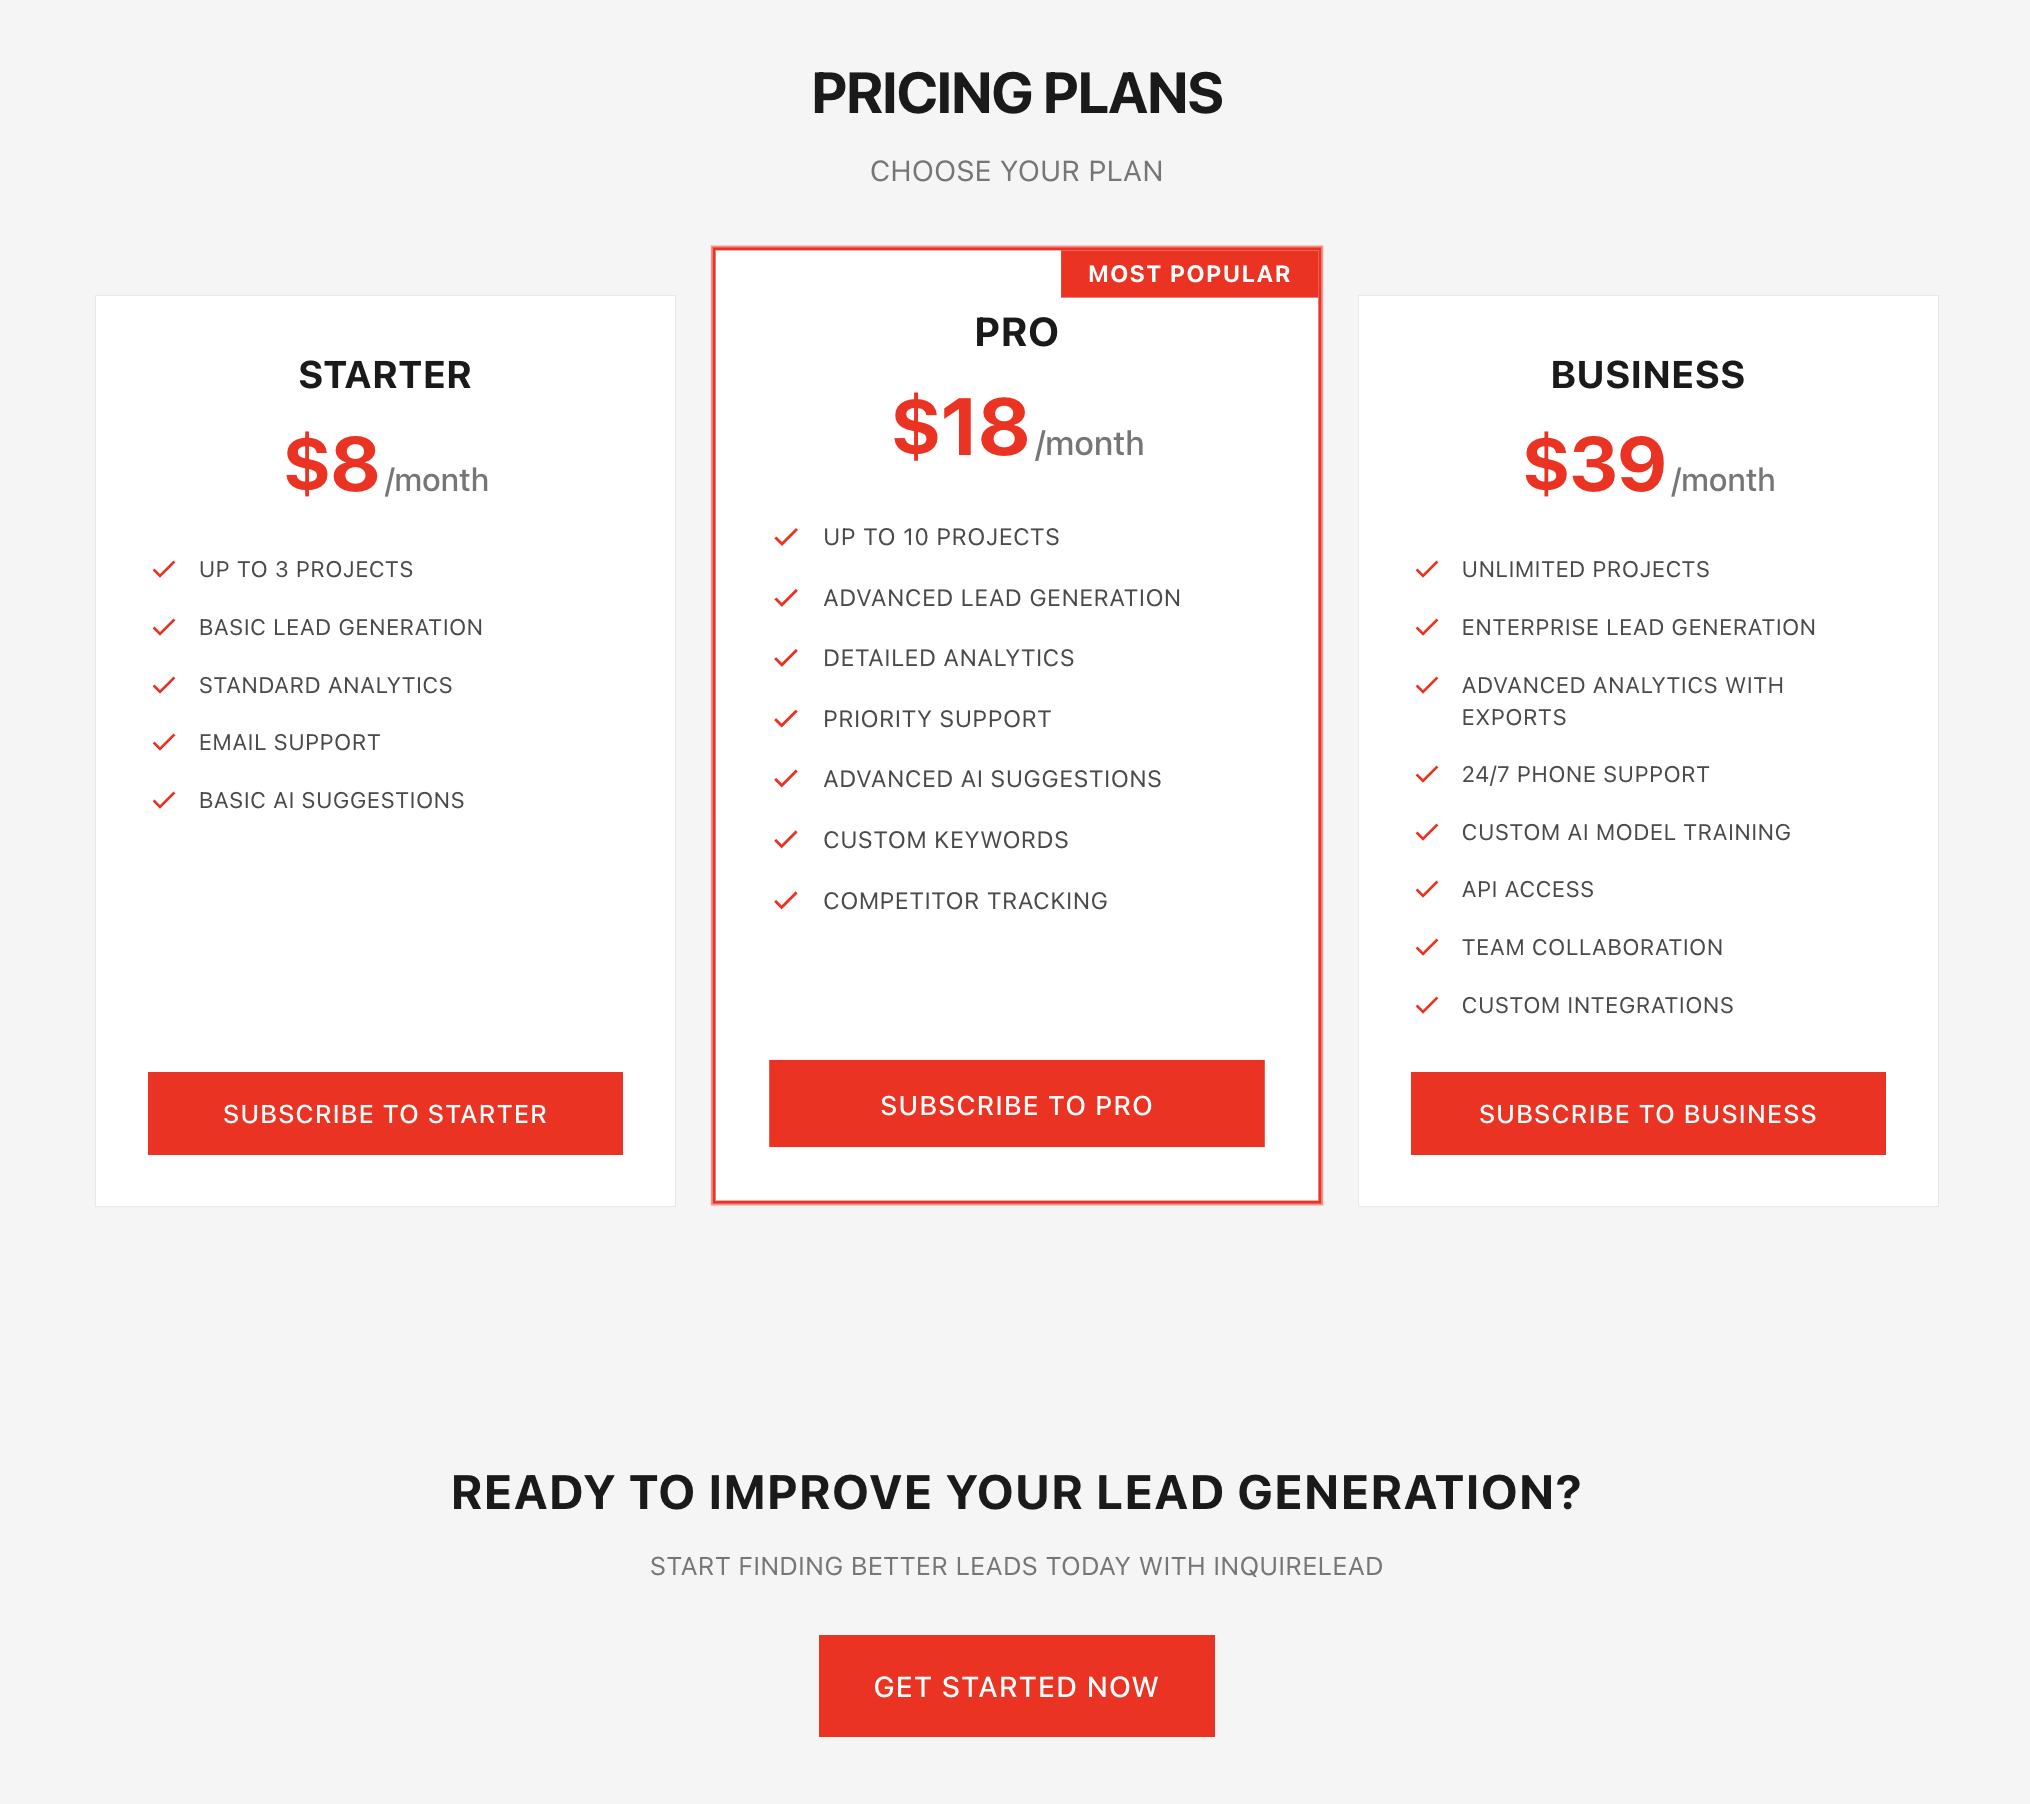 PRICING PLANS
CHOOSE YOUR PLAN
STARTER
$8/month
UP TO 3 PROJECTS
BASIC LEAD GENERATION
STANDARD ANALYTICS
EMAIL SUPPORT
BASIC AI SUGGESTIONS
SUBSCRIBE TO STARTER
MOST POPULAR
PRO
$18/month
UP TO 10 PROJECTS
ADVANCED LEAD GENERATION
DETAILED ANALYTICS
PRIORITY SUPPORT
ADVANCED AI SUGGESTIONS
CUSTOM KEYWORDS
COMPETITOR TRACKING
SUBSCRIBE TO PRO
BUSINESS
$39/month
UNLIMITED PROJECTS
ENTERPRISE LEAD GENERATION
ADVANCED ANALYTICS WITH
EXPORTS
24/7 PHONE SUPPORT
CUSTOM AI MODEL TRAINING
API ACCESS
TEAM COLLABORATION
CUSTOM INTEGRATIONS
SUBSCRIBE TO BUSINESS
READY TO IMPROVE YOUR LEAD GENERATION?
START FINDING BETTER LEADS TODAY WITH INQUIRELEAD
GET STARTED NOW